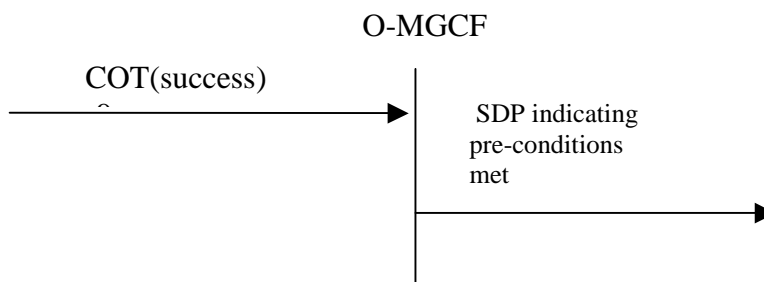 O-MGCF
COT(success)
SDP indicating
pre-conditions
met